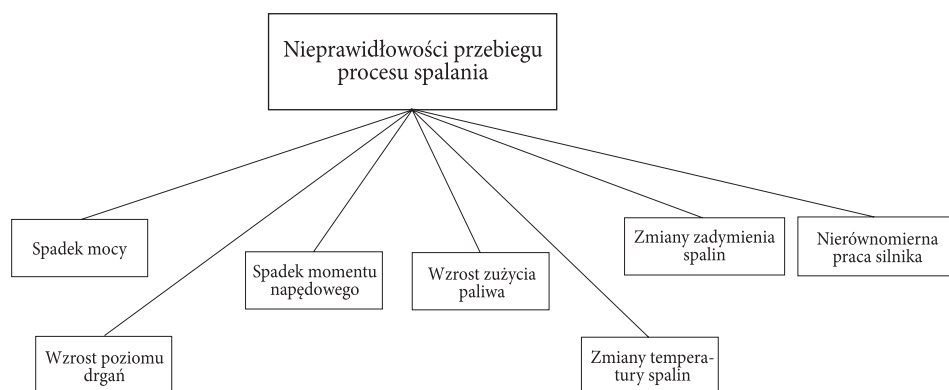 Nieprawidłowości przebiegu
procesu spalania
Spadek mocy
Wzrost poziomu
drgań
Spadek momentu
napędowego
Wzrost zużycia
paliwa
Zmiany tempera-
tury spalin
Zmiany zadymienia
spalin
Nierównomierna
praca silnika